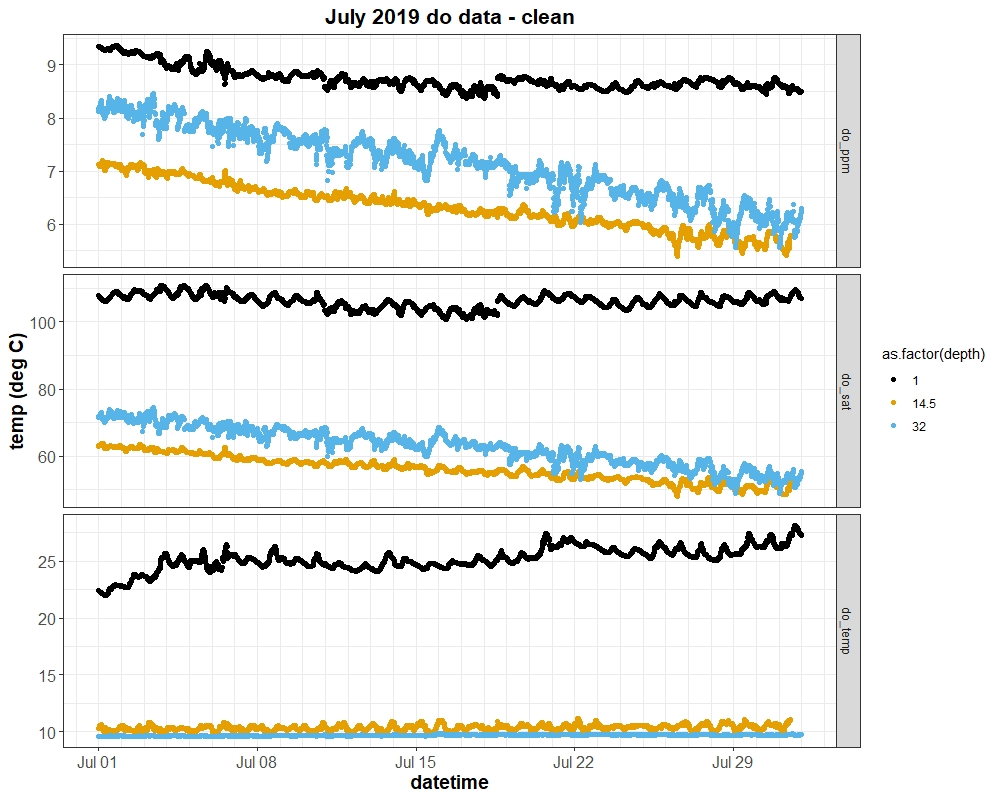 July 2019 do data - clean
9
8
7
6
do_ppm
100
80
60
do_sat
temp (deg C)
25
20
15
10
do_temp
Jul 01
Jul 08
Jul 15
Jul 22
Jul 29
datetime
as.factor(depth)
1
14.5
32